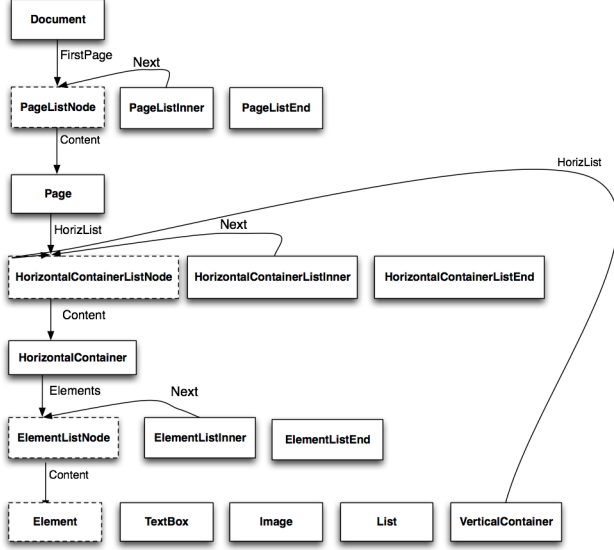 Document
FirstPage
Next
PageListNode
PageListInner
PageListEnd
Content
Page
HorizList
HorizList
Next
HorizontalContainerListNode
HorizontalContainerListInner
HorizontalContainerListEnd
Content
HorizontalContainer
Elements
Next
ElementListNode
ElementListInner
ElementListEnd
Content
Element
TextBox
Image
List
VerticalContainer